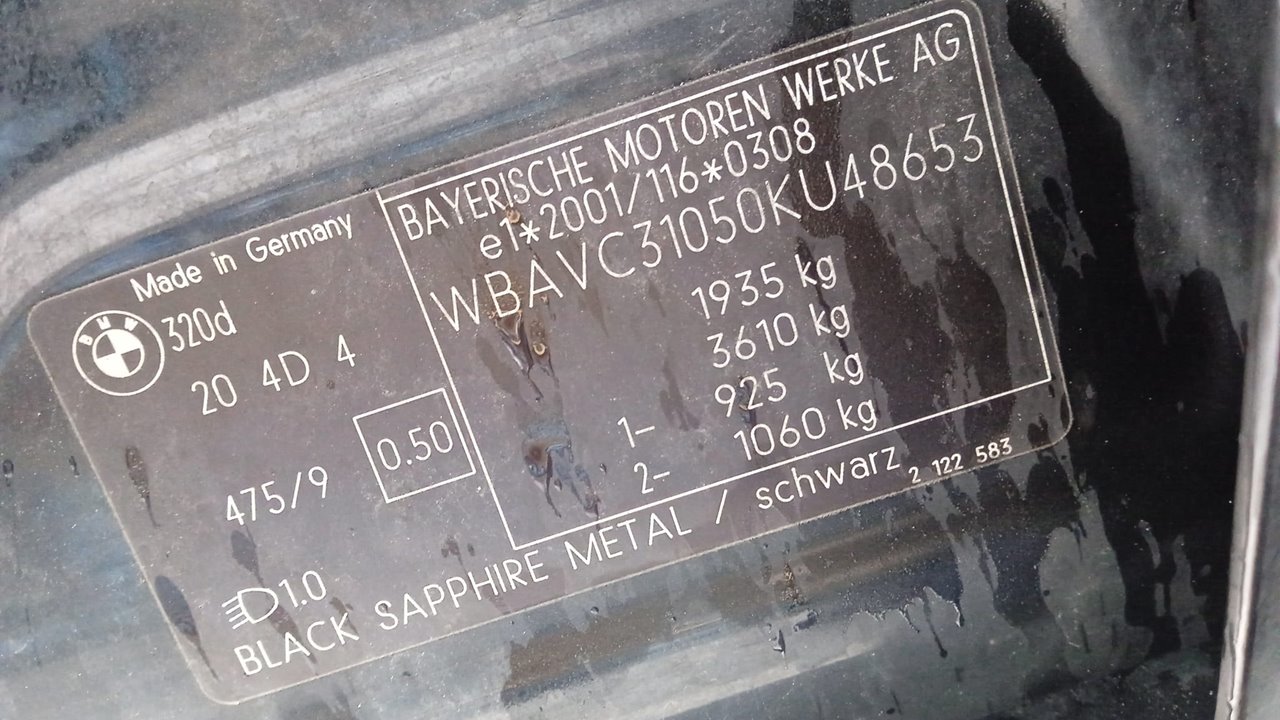 Made in Germany
BMW
320d
20 4D 4
475/9
0.50
1.0
BAYERISCHE MOTOREN WERKE AG
e1*2001/116*0308
WBAVC31050KU48653
1935 kg
3610 kg
1- 925 kg
2- 1060 kg
BLACK SAPPHIRE METAL / schwarz
2 122 583